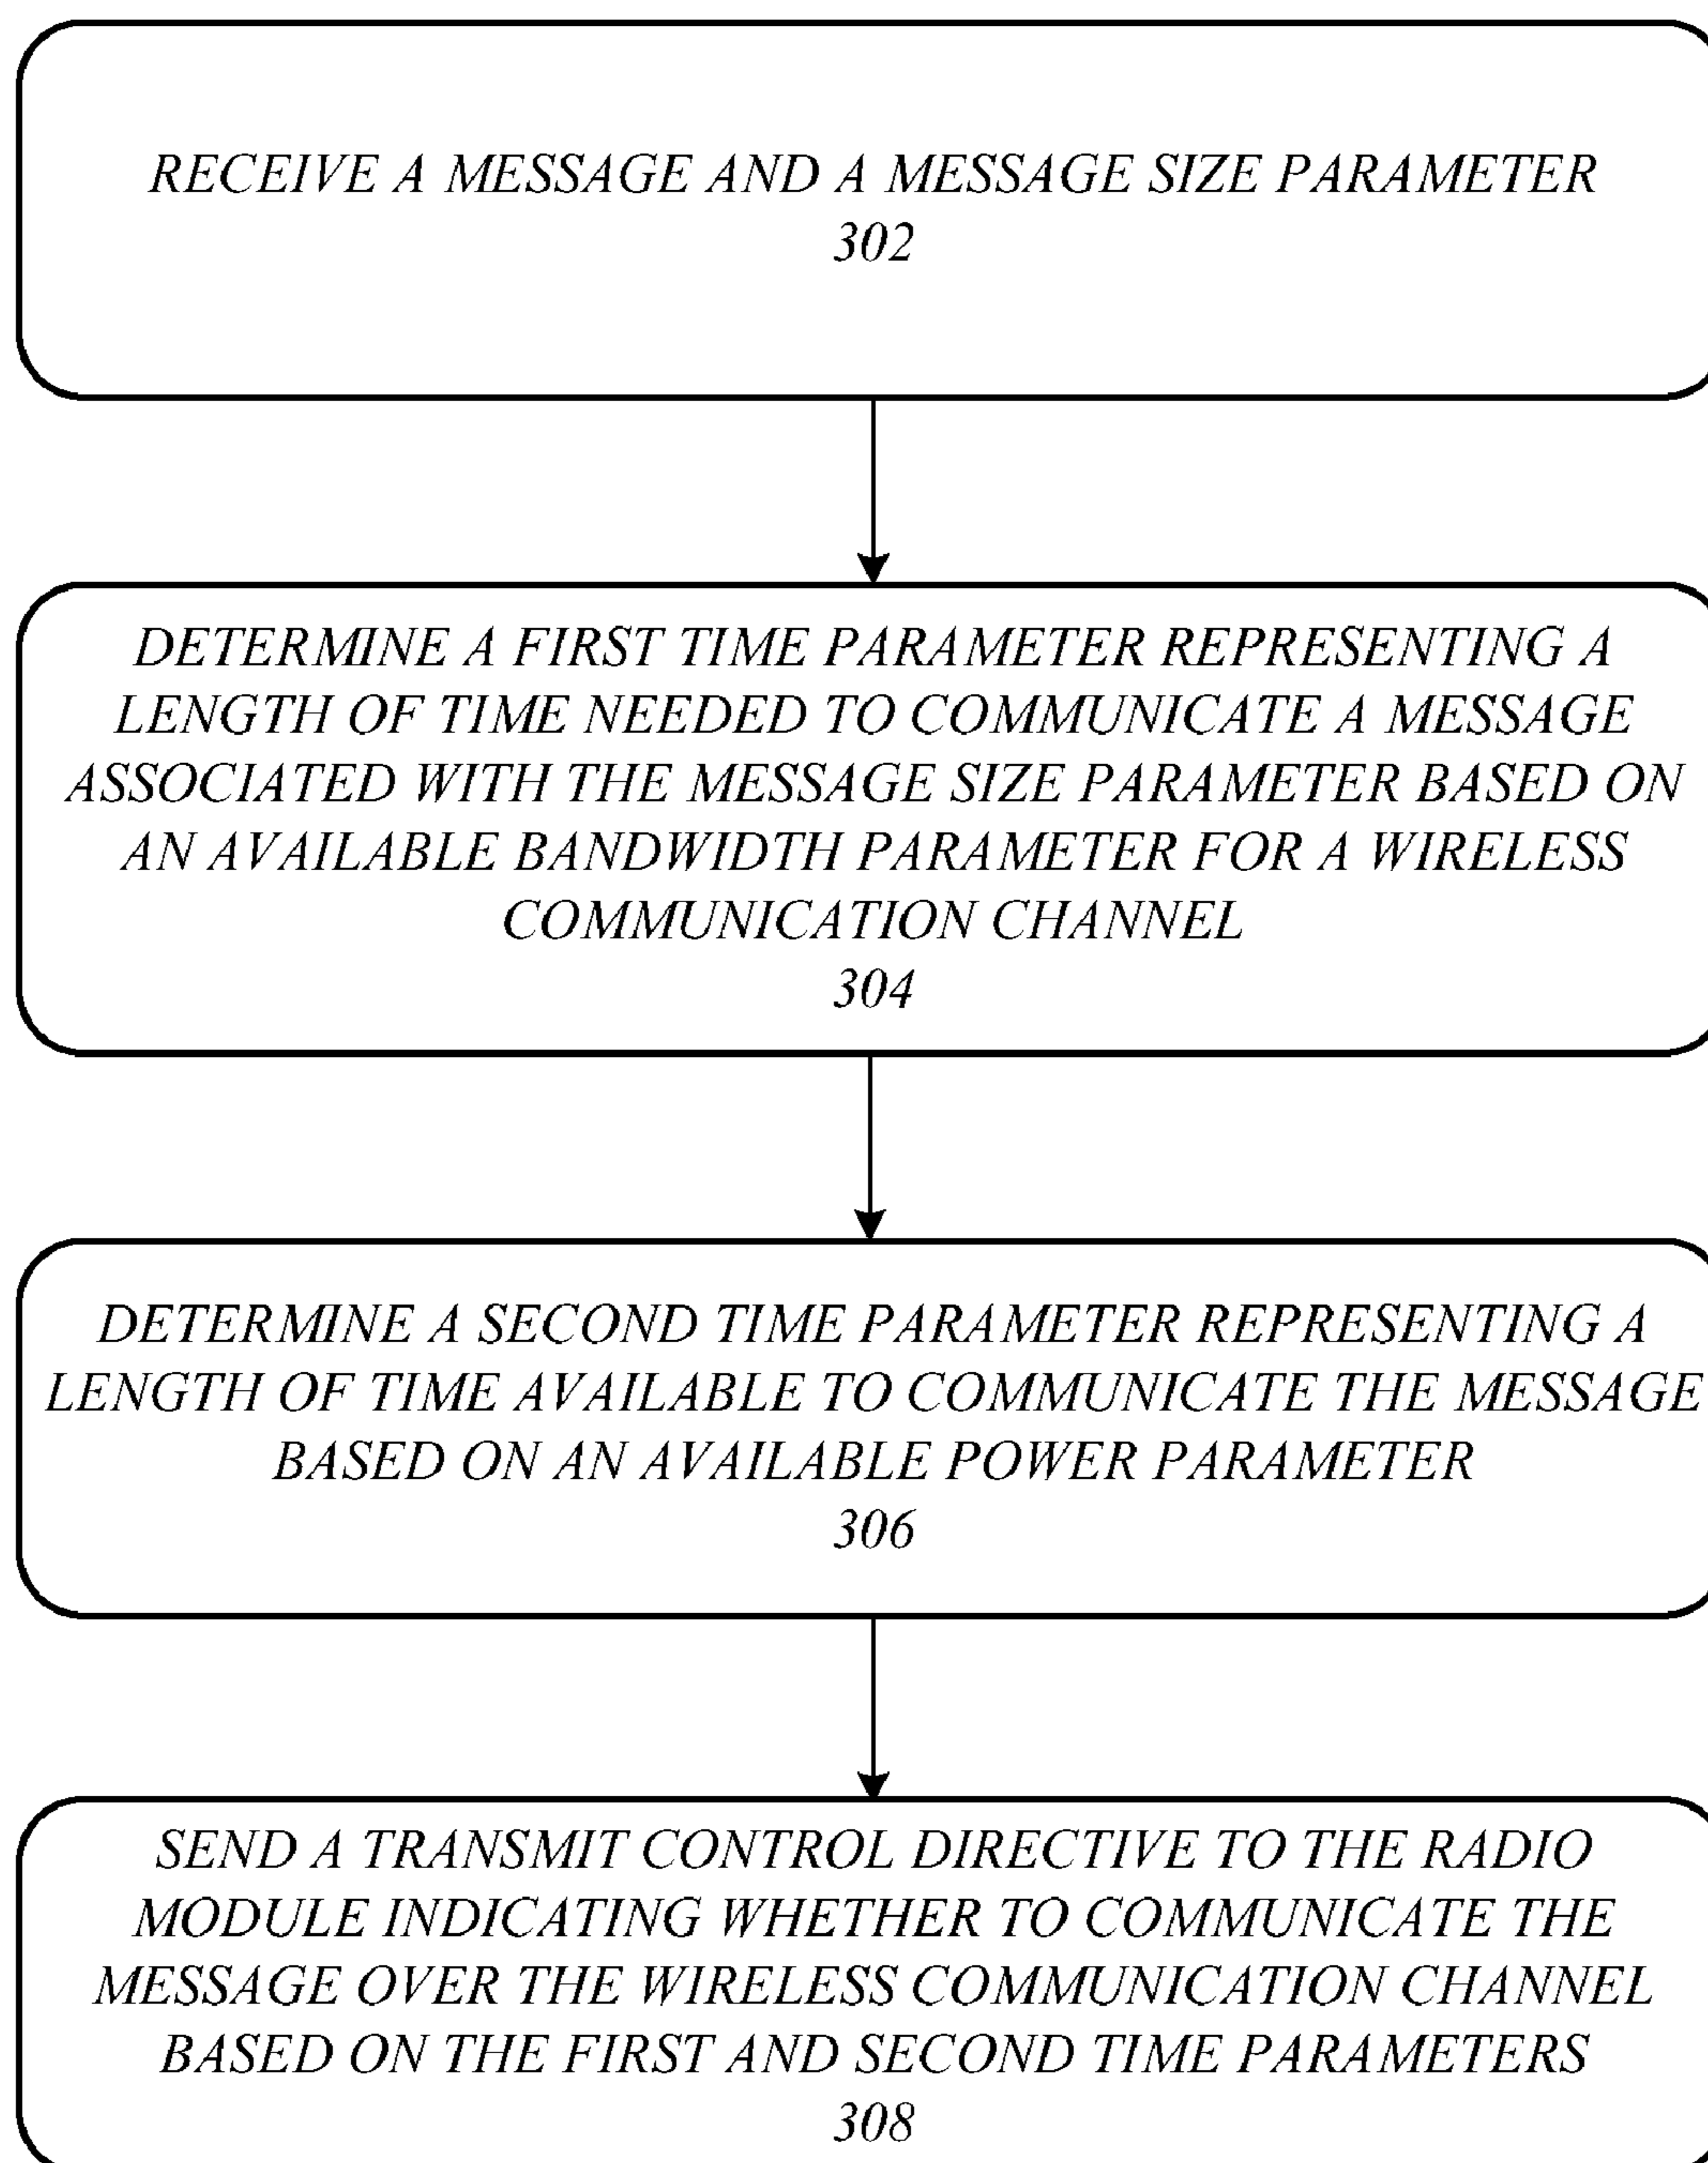 RECEIVE A MESSAGE AND A MESSAGE SIZE PARAMETER
302
DETERMINE A FIRST TIME PARAMETER REPRESENTING A
LENGTH OF TIME NEEDED TO COMMUNICATE A MESSAGE
ASSOCIATED WITH THE MESSAGE SIZE PARAMETER BASED ON
AN AVAILABLE BANDWIDTH PARAMETER FOR A WIRELESS
COMMUNICATION CHANNEL
304
DETERMINE A SECOND TIME PARAMETER REPRESENTING A
LENGTH OF TIME AVAILABLE TO COMMUNICATE THE MESSAGE
BASED ON AN AVAILABLE POWER PARAMETER
306
SEND A TRANSMIT CONTROL DIRECTIVE TO THE RADIO
MODULE INDICATING WHETHER TO COMMUNICATE THE
MESSAGE OVER THE WIRELESS COMMUNICATION CHANNEL
BASED ON THE FIRST AND SECOND TIME PARAMETERS
308